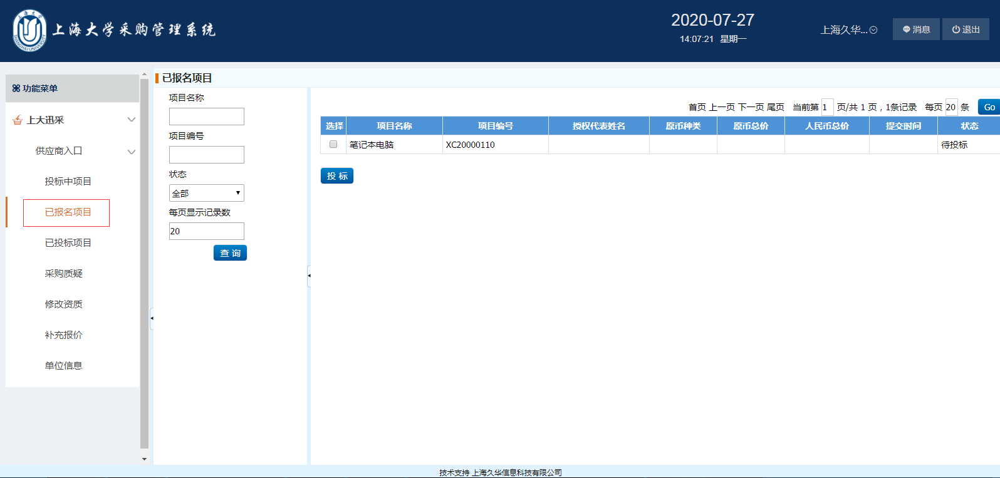 上海大学采购管理系统
SHANGHAI UNIVERSITY
2020-07-27
14:07:21 星期一
上海久华...
消息
退出
功能菜单
上大迅采
供应商入口
投标中项目
已报名项目
已投标项目
采购质疑
修改资质
补充报价
单位信息
已报名项目
项目名称
项目编号
状态
全部
每页显示记录数
20
查 询
首页 上一页 下一页 尾页 当前第 1 页/共 1 页，1条记录 每页 20 条 Go
选择 项目名称 项目编号 授权代表姓名 原币种类 原币总价 人民币总价 提交时间 状态
笔记本电脑 XC20000110 待投标
投 标
技术支持 上海久华信息科技有限公司